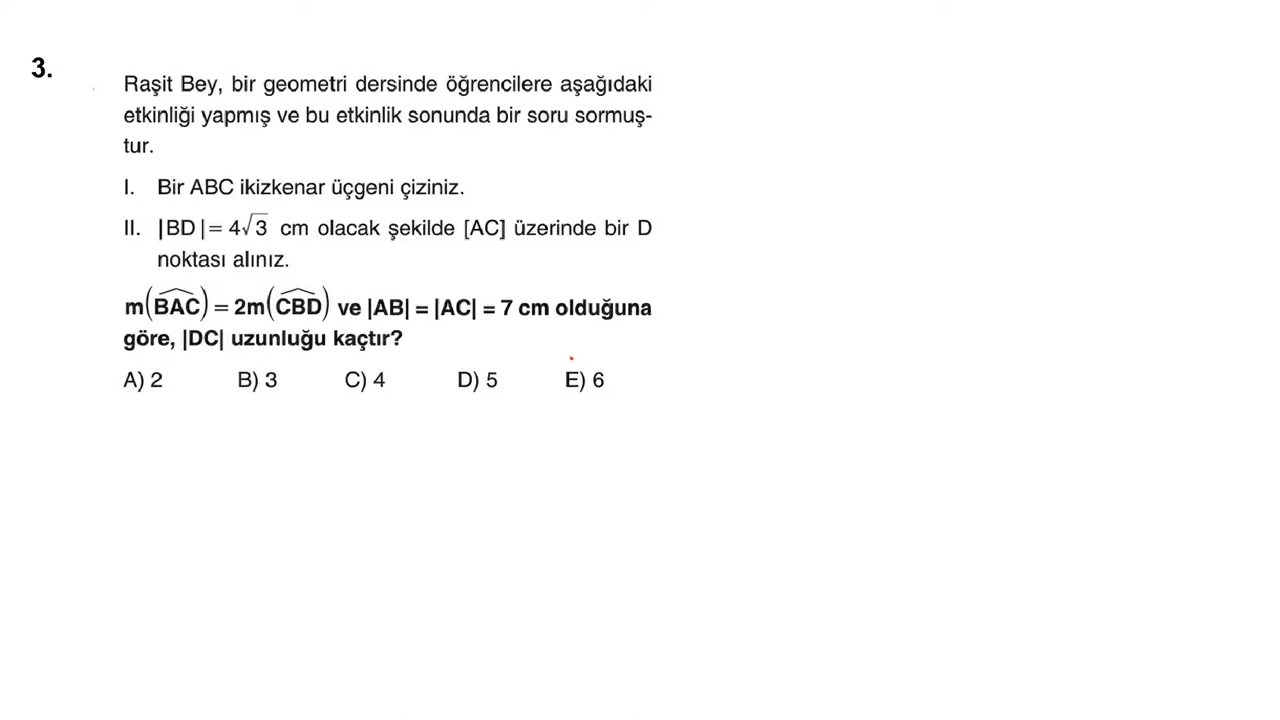 3.
Raşit Bey, bir geometri dersinde öğrencilere aşağıdaki
etkinliği yapmış ve bu etkinlik sonunda bir soru sormuş-
tur.
I. Bir ABC ikizkenar üçgeni çiziniz.
II. |BD| = 4√3 cm olacak şekilde [AC] üzerinde bir D
noktası alınız.
m(BAC) = 2m(CBD) ve |AB| = |AC| = 7 cm olduğuna
göre, |DC| uzunluğu kaçtır?
A) 2 B) 3 C) 4 D) 5 E) 6